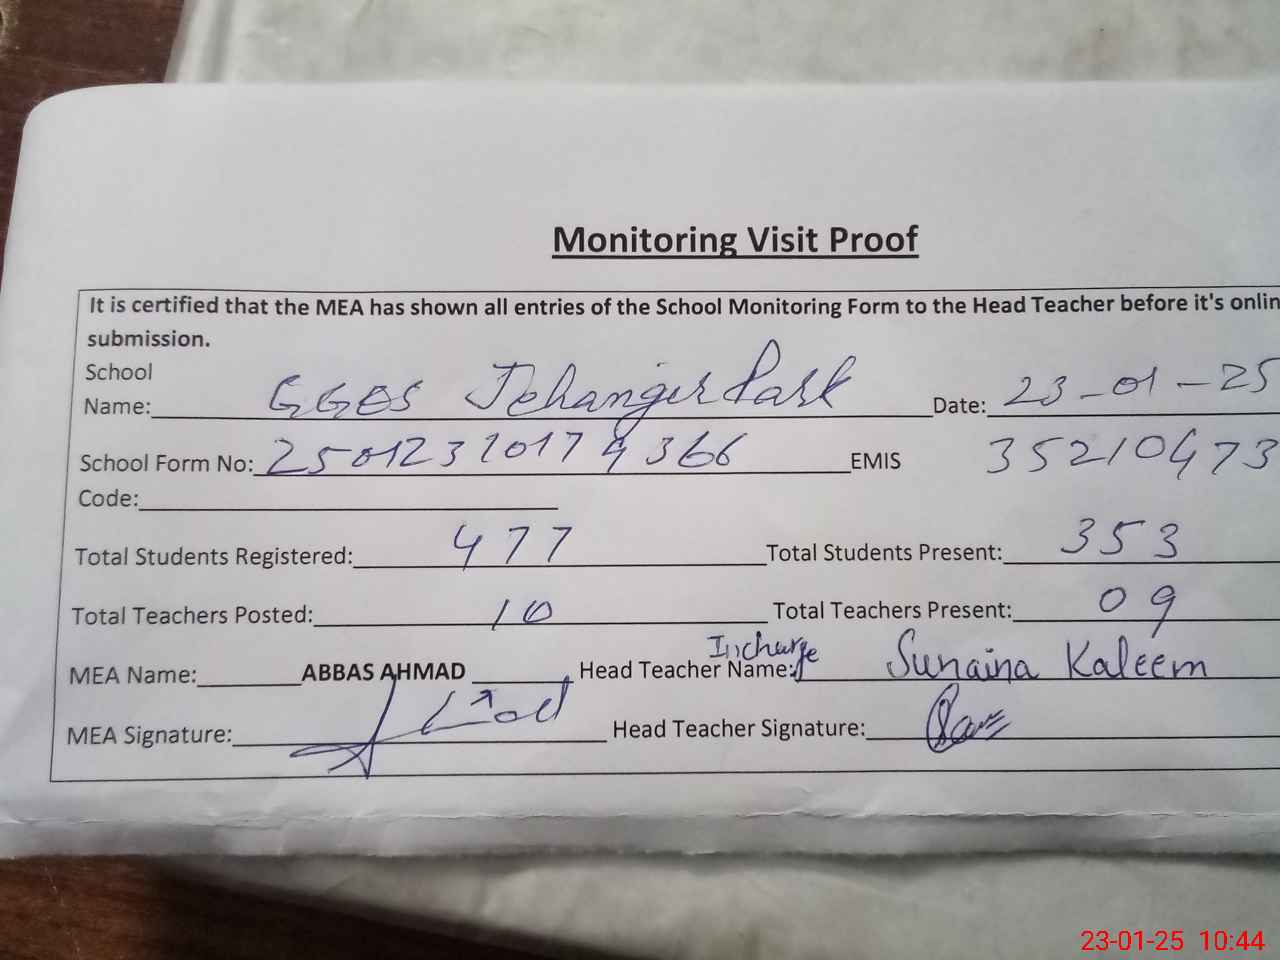 Monitoring Visit Proof
It is certified that the MEA has shown all entries of the School Monitoring Form to the Head Teacher before it's onlin
submission.
School
Name: GGES Jehanger Park Date: 23-01-25
School Form No: 25012310174366 EMIS 35210473
Code:
Total Students Registered: 477 Total Students Present: 353
Total Teachers Posted: 10 Total Teachers Present: 09
Incharge
MEA Name: ABBAS AHMAD Head Teacher Name: Sunaina Kaleem
MEA Signature: Head Teacher Signature:
23-01-25 10:44